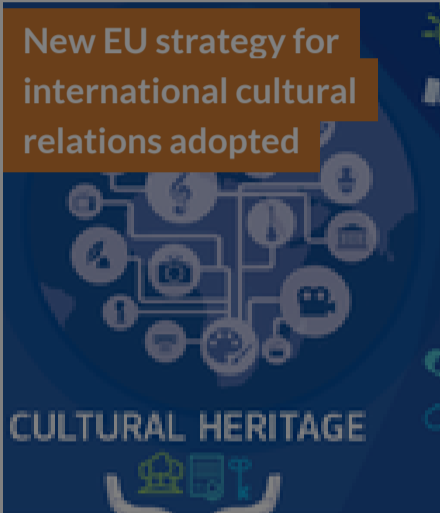 New EU strategy for
international cultural
relations adopted
CULTURAL HERITAGE